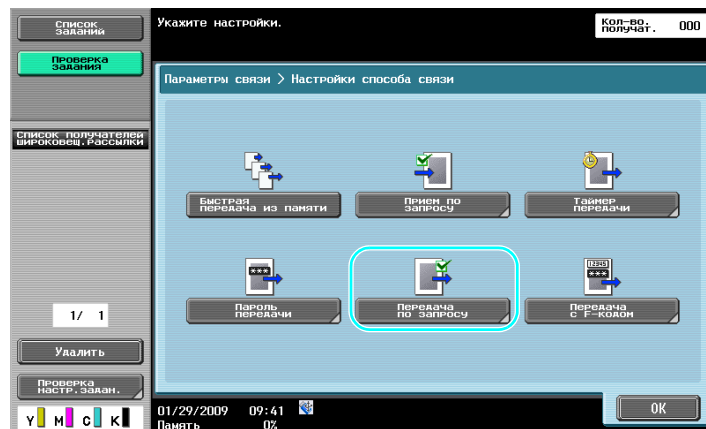 Список
заданий
Укажите настройки.
Кол-во.
получат.
000
Проверка
задания
Параметры связи > Настройки способа связи
Список получателей
широковещ.рассылки
Быстрая
передача из памяти
Прием по
запросу
Таймер
передачи
***
12345
***
Пароль
передачи
Передача
по запросу
Передача
с F-кодом
1/ 1
Удалить
Проверка
настр.задан.
Y M C K
01/29/2009 09:41
Память 0%
OK